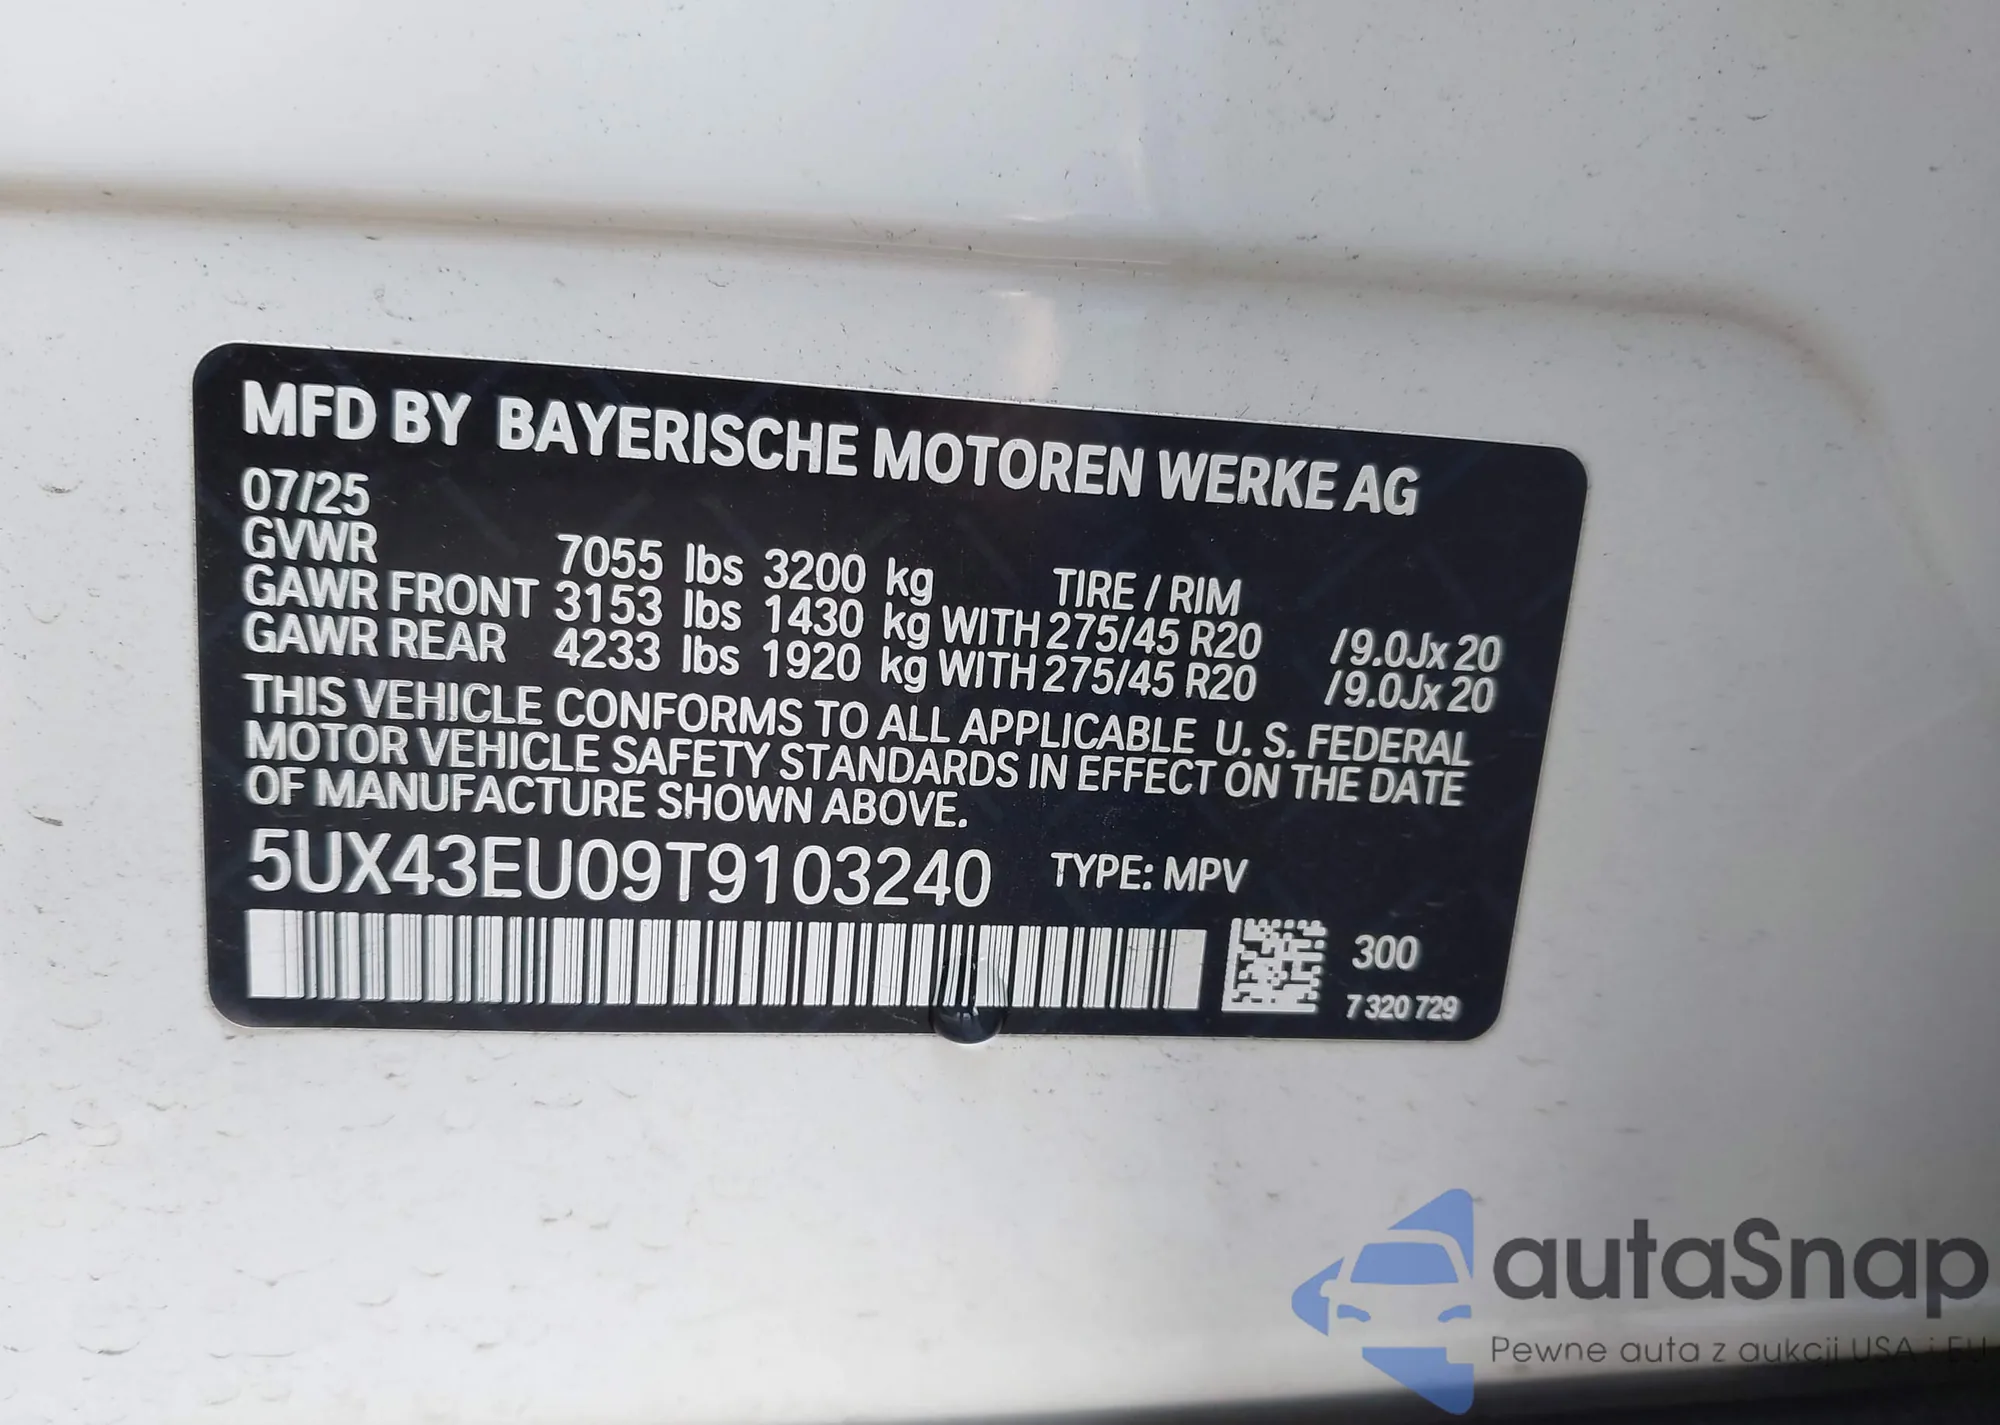 MFD BY BAYERISCHE MOTOREN WERKE AG
07/25
GVWR 7055 lbs 3200 kg TIRE / RIM
GAWR FRONT 3153 lbs 1430 kg WITH 275/45 R20 /9.0Jx 20
GAWR REAR 4233 lbs 1920 kg WITH 275/45 R20 /9.0Jx 20
THIS VEHICLE CONFORMS TO ALL APPLICABLE U. S. FEDERAL
MOTOR VEHICLE SAFETY STANDARDS IN EFFECT ON THE DATE
OF MANUFACTURE SHOWN ABOVE.
5UX43EU09T9103240 TYPE: MPV
300
7 320 729
autaSnap
Pewne auta z aukcji USA i EU